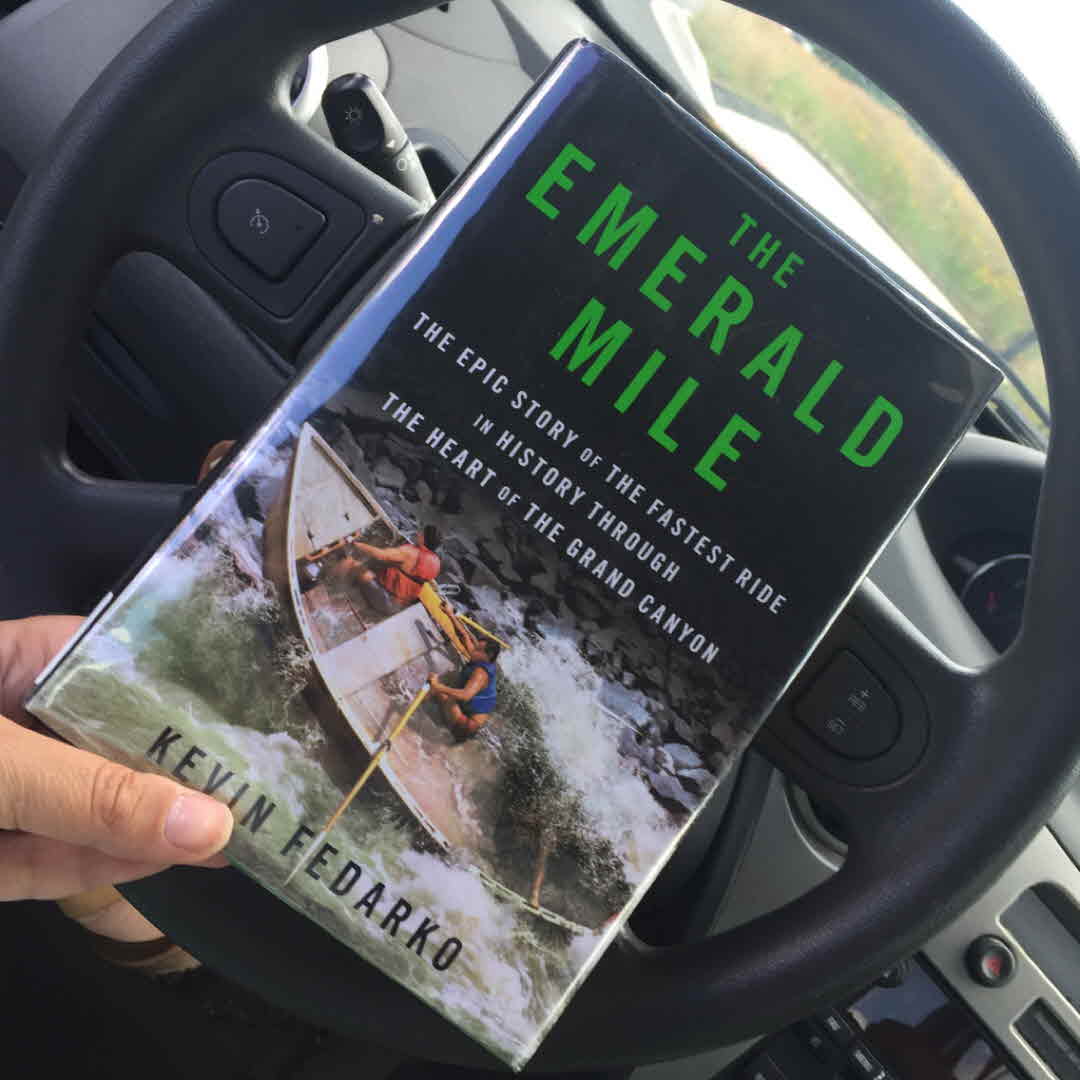 THE
EMERALD
MILE
THE EPIC STORY OF THE FASTEST RIDE
IN HISTORY THROUGH
THE HEART OF THE GRAND CANYON
KEVIN FEDARKO